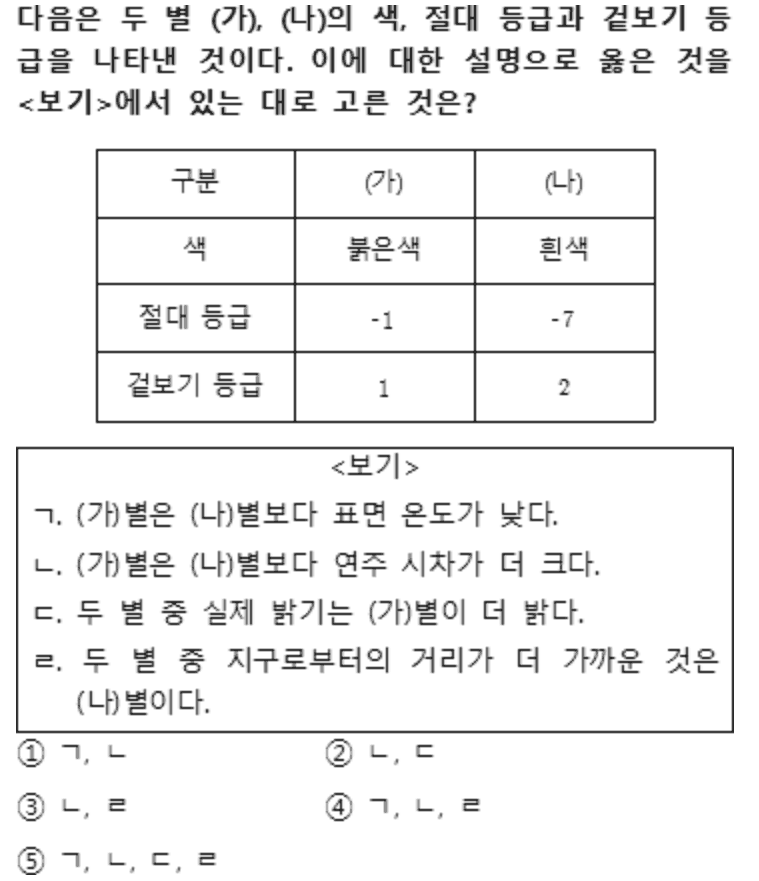 다음은 두 별 (가), (나)의 색, 절대 등급과 겉보기 등
급을 나타낸 것이다. 이에 대한 설명으로 옳은 것을
<보기>에서 있는 대로 고른 것은?
구분 (가) (나)
색 붉은색 흰색
절대 등급 -1 -7
겉보기 등급 1 2
<보기>
ㄱ. (가)별은 (나)별보다 표면 온도가 낮다.
ㄴ. (가)별은 (나)별보다 연주 시차가 더 크다.
ㄷ. 두 별 중 실제 밝기는 (가)별이 더 밝다.
ㄹ. 두 별 중 지구로부터의 거리가 더 가까운 것은
(나)별이다.
① ㄱ, ㄴ ② ㄴ, ㄷ
③ ㄴ, ㄹ ④ ㄱ, ㄴ, ㄹ
⑤ ㄱ, ㄴ, ㄷ, ㄹ